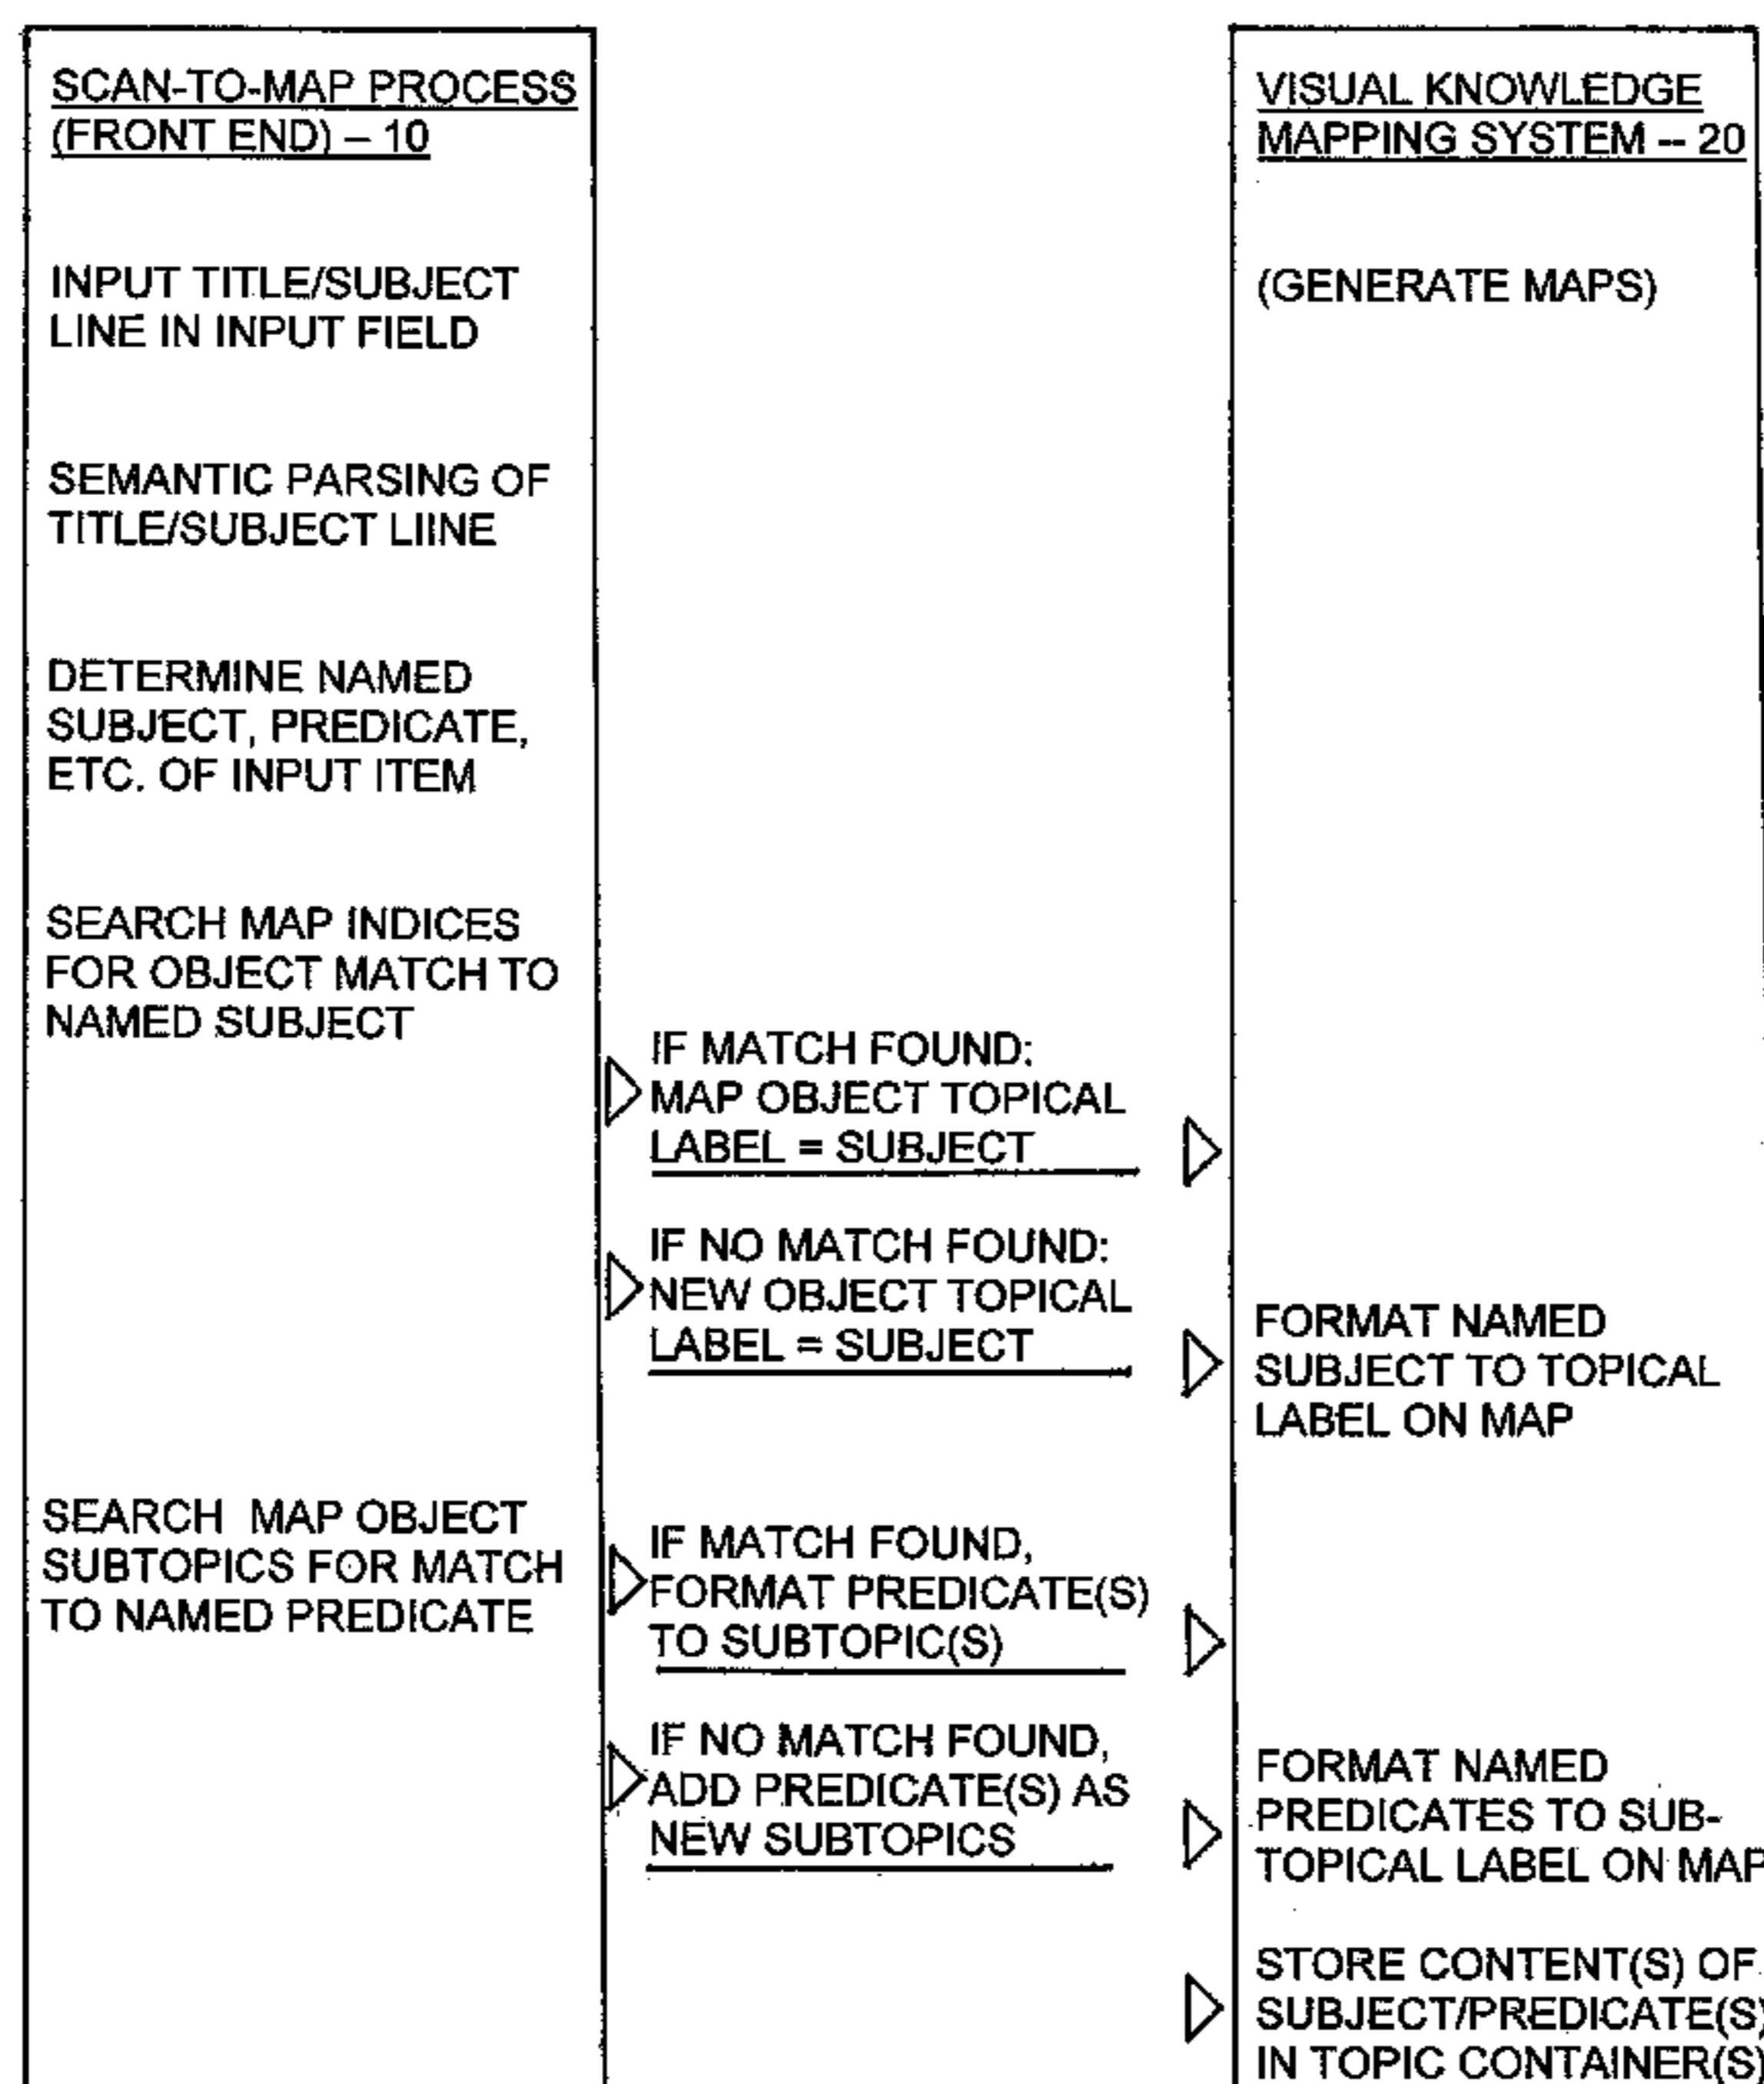 SCAN-TO-MAP PROCESS
(FRONT END) – 10
INPUT TITLE/SUBJECT
LINE IN INPUT FIELD
SEMANTIC PARSING OF
TITLE/SUBJECT LIINE
DETERMINE NAMED
SUBJECT, PREDICATE,
ETC. OF INPUT ITEM
SEARCH MAP INDICES
FOR OBJECT MATCH TO
NAMED SUBJECT
SEARCH MAP OBJECT
SUBTOPICS FOR MATCH
TO NAMED PREDICATE
IF MATCH FOUND:
MAP OBJECT TOPICAL
LABEL = SUBJECT
IF NO MATCH FOUND:
NEW OBJECT TOPICAL
LABEL = SUBJECT
IF MATCH FOUND,
FORMAT PREDICATE(S)
TO SUBTOPIC(S)
IF NO MATCH FOUND,
ADD PREDICATE(S) AS
NEW SUBTOPICS
VISUAL KNOWLEDGE
MAPPING SYSTEM -- 20
(GENERATE MAPS)
FORMAT NAMED
SUBJECT TO TOPICAL
LABEL ON MAP
FORMAT NAMED
PREDICATES TO SUB-
TOPICAL LABEL ON MAP
STORE CONTENT(S) OF
SUBJECT/PREDICATE(S)
IN TOPIC CONTAINER(S)